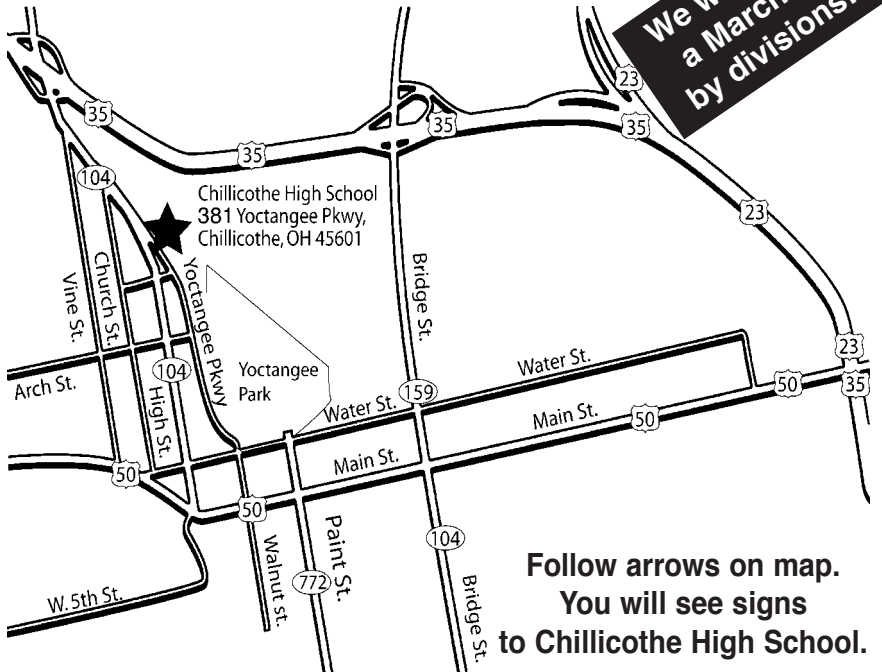 We w
a March
by divisions!
23
35
35
35
35
104
Chillicothe High School
381 Yoctangee Pkwy,
Chillicothe, OH 45601
23
Vine St.
Church St.
Yoctangee Pkwy
Bridge St.
Arch St.
104
High St.
Yoctangee
Park
159
Water St.
Water St.
23
35
50
Main St.
50
Main St.
50
50
W. 5th St.
Walnut st.
Paint St.
772
104
Bridge St.
Follow arrows on map.
You will see signs
to Chillicothe High School.